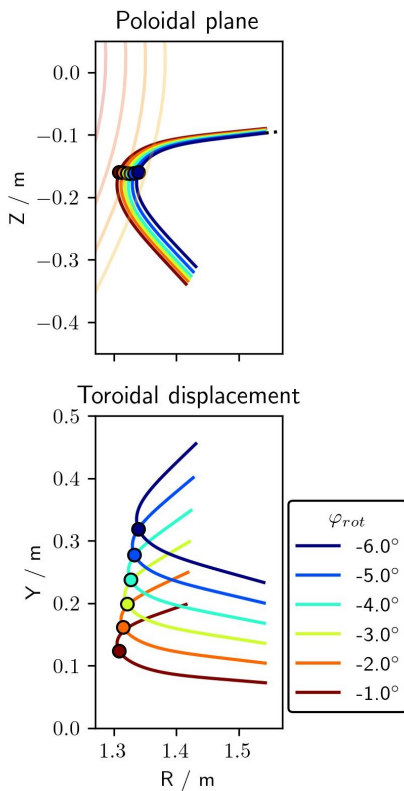 Poloidal plane
Z / m
0.0
−0.1
−0.2
−0.3
−0.4
Toroidal displacement
Y / m
0.5
0.4
0.3
0.2
0.1
0.0
1.3 1.4 1.5
R / m
φrot
-6.0°
-5.0°
-4.0°
-3.0°
-2.0°
-1.0°